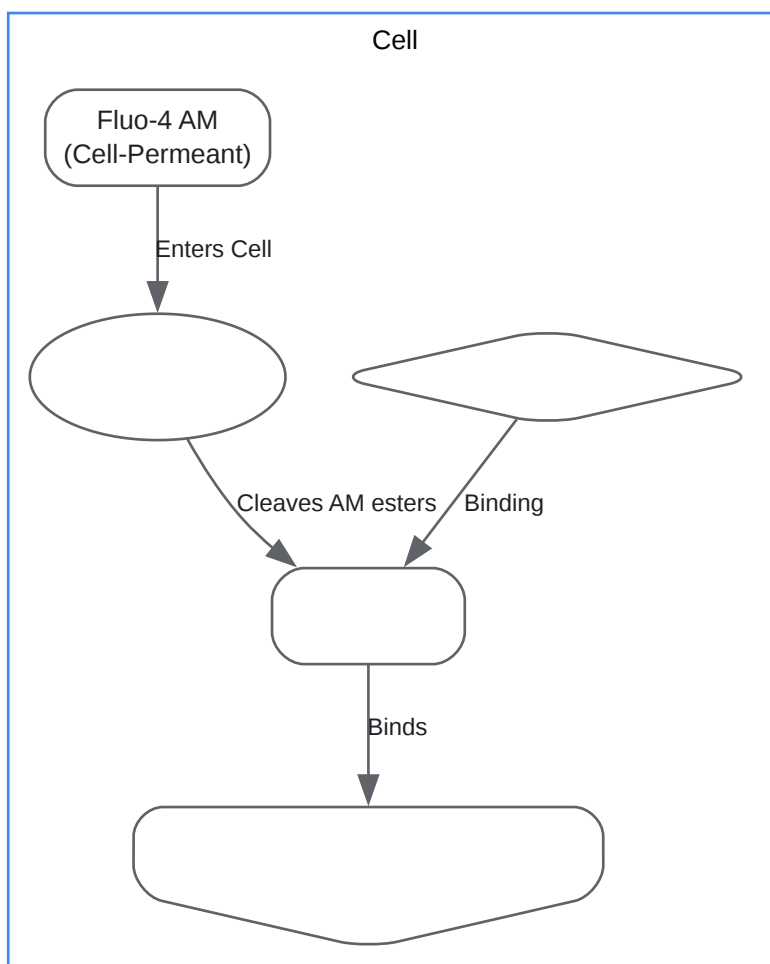 Cell
Fluo-4 AM
(Cell-Permeant)
Enters Cell
Cleaves AM esters
Binding
Binds